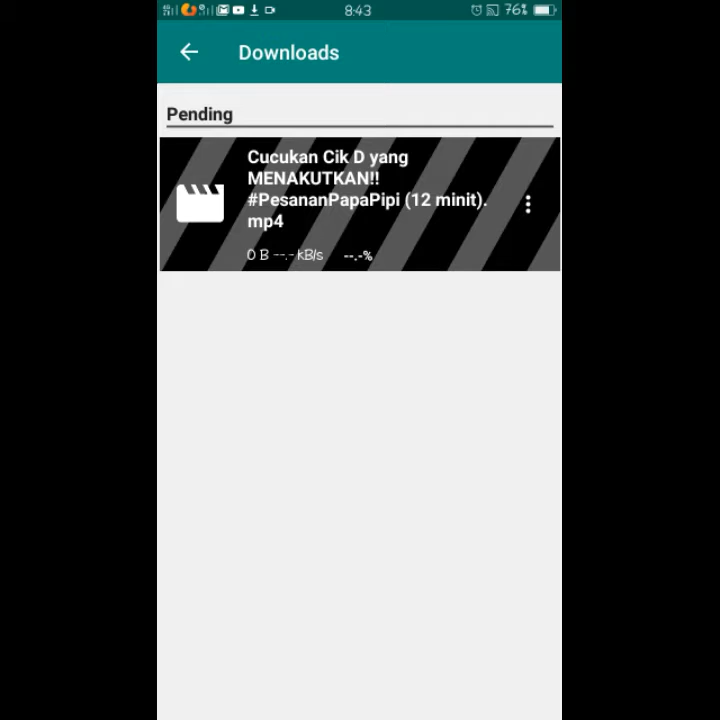 8:43
76%
Downloads
Pending
Cucukan Cik D yang
MENAKUTKAN!!
#PesananPapaPipi (12 minit).
mp4
0 B --.- kB/s --.-%